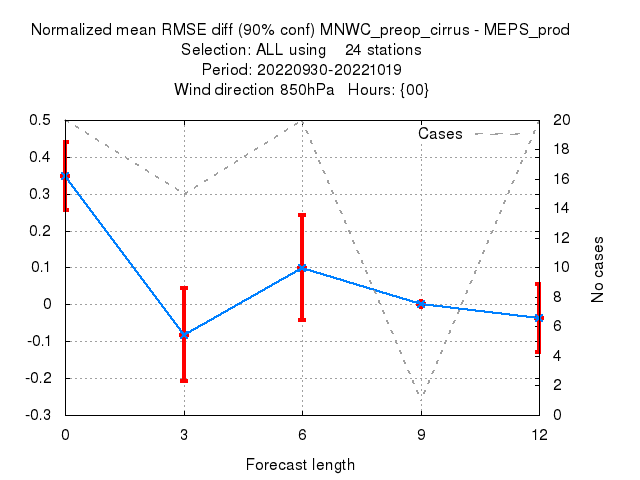 Normalized mean RMSE diff (90% conf) MNWC_preop_cirrus - MEPS_prod
Selection: ALL using    24 stations
Period: 20220930-20221019
Wind direction 850hPa   Hours: {00}
Cases
0.5
0.4
0.3
0.2
0.1
0
-0.1
-0.2
-0.3
20
18
16
14
12
10
8
6
4
2
0
No cases
0 3 6 9 12
Forecast length